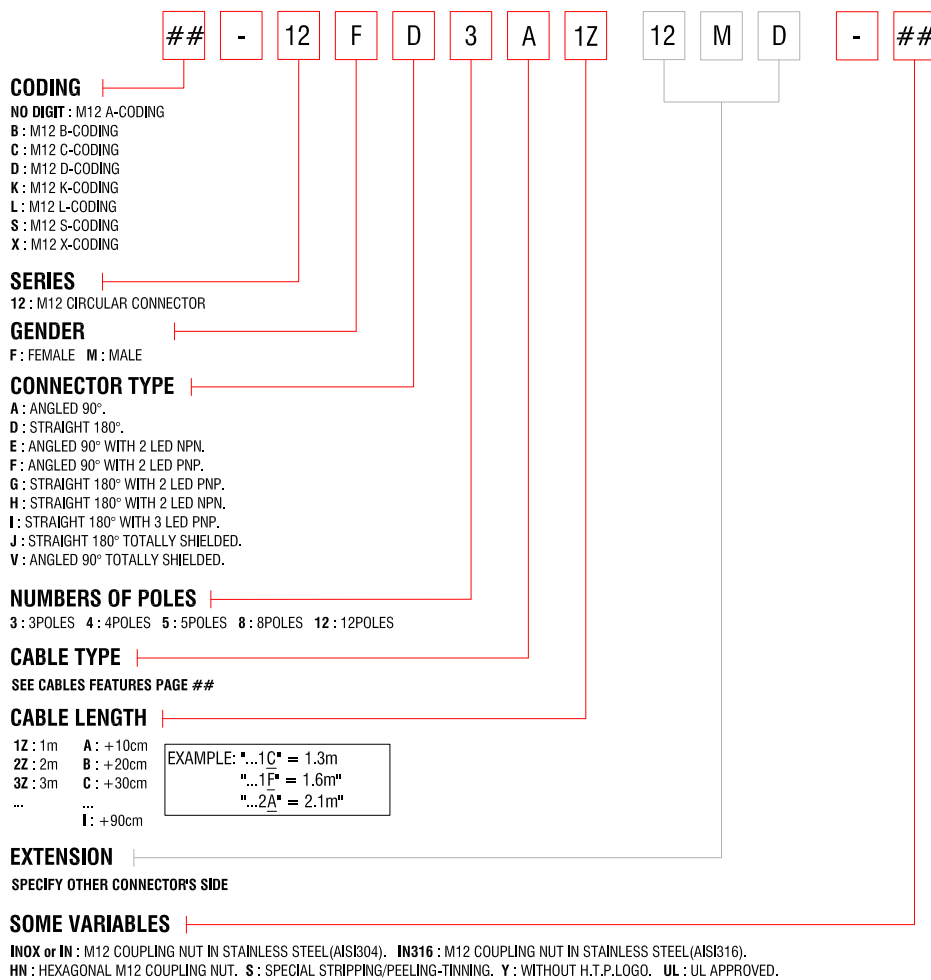 ## - 12 F D 3 A 1Z 12 M D - ##
CODING
NO DIGIT : M12 A-CODING
B : M12 B-CODING
C : M12 C-CODING
D : M12 D-CODING
K : M12 K-CODING
L : M12 L-CODING
S : M12 S-CODING
X : M12 X-CODING
SERIES
12 : M12 CIRCULAR CONNECTOR
GENDER
F : FEMALE M : MALE
CONNECTOR TYPE
A : ANGLED 90°.
D : STRAIGHT 180°.
E : ANGLED 90° WITH 2 LED NPN.
F : ANGLED 90° WITH 2 LED PNP.
G : STRAIGHT 180° WITH 2 LED PNP.
H : STRAIGHT 180° WITH 2 LED NPN.
I : STRAIGHT 180° WITH 3 LED PNP.
J : STRAIGHT 180° TOTALLY SHIELDED.
V : ANGLED 90° TOTALLY SHIELDED.
NUMBERS OF POLES
3 : 3POLES 4 : 4POLES 5 : 5POLES 8 : 8POLES 12 : 12POLES
CABLE TYPE
SEE CABLES FEATURES PAGE ##
CABLE LENGTH
1Z : 1m A : +10cm
2Z : 2m B : +20cm
3Z : 3m C : +30cm
... ...
I : +90cm
EXAMPLE: "...1C" = 1.3m
"...1F" = 1.6m"
"...2A" = 2.1m"
EXTENSION
SPECIFY OTHER CONNECTOR'S SIDE
SOME VARIABLES
INOX or IN : M12 COUPLING NUT IN STAINLESS STEEL(AISI304). IN316 : M12 COUPLING NUT IN STAINLESS STEEL(AISI316).
HN : HEXAGONAL M12 COUPLING NUT. S : SPECIAL STRIPPING/PEELING-TINNING. Y : WITHOUT H.T.P.LOGO. UL : UL APPROVED.